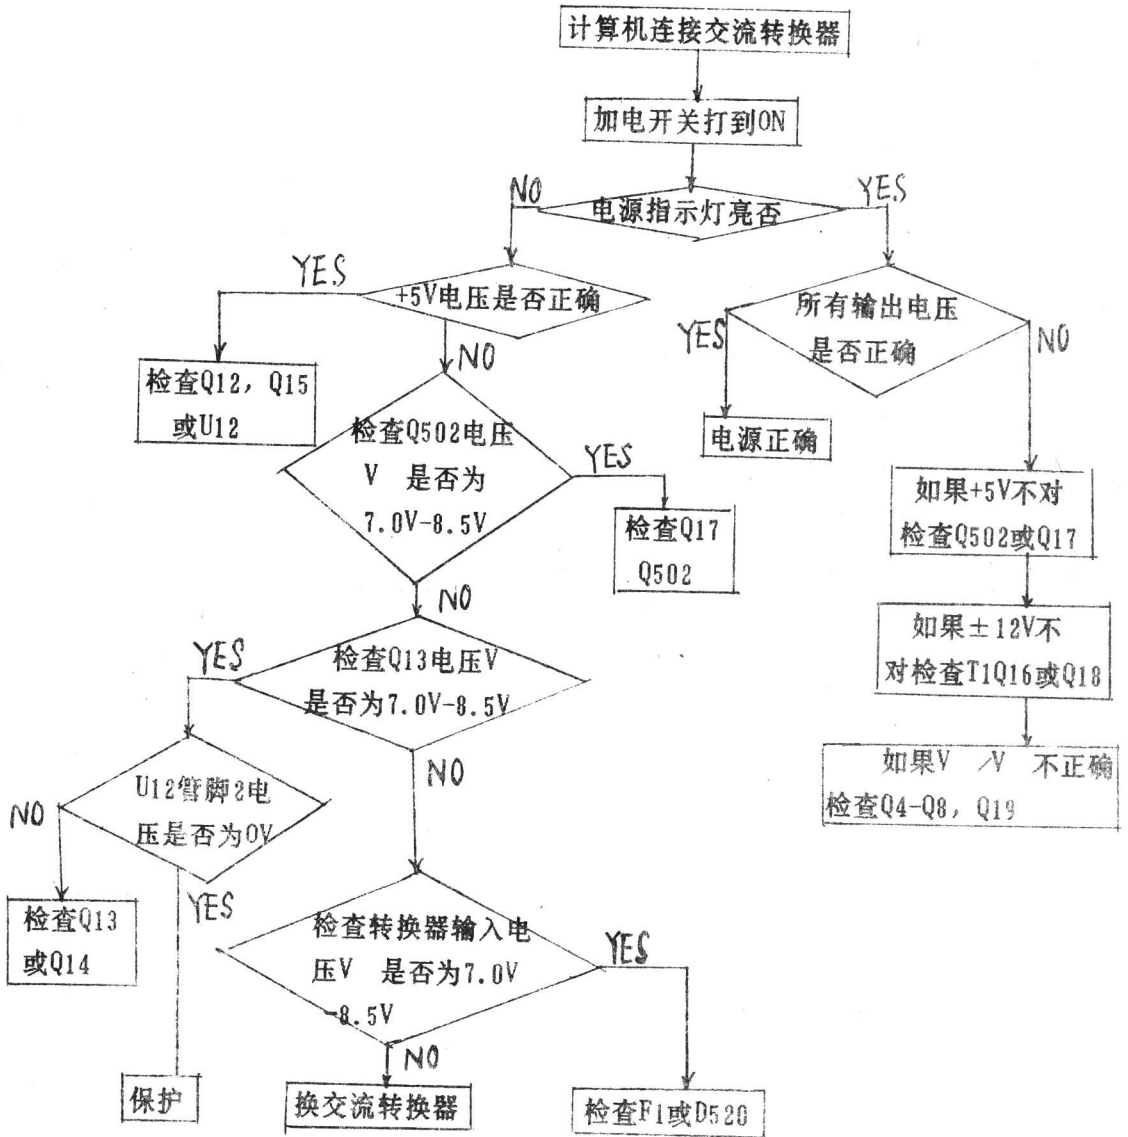 计算机连接交流转换器
加电开关打到ON
电源指示灯亮否
NO
YES
+5V电压是否正确
YES
NO
所有输出电压
是否正确
YES
NO
检查Q12, Q15
或U12
电源正确
检查Q502电压
V 是否为
7.0V-8.5V
YES
NO
检查Q17
Q502
如果+5V不对
检查Q502或Q17
如果±12V不
对检查T1Q16或Q18
如果V /V 不正确
检查Q4-Q8, Q19
检查Q13电压V
是否为7.0V-8.5V
YES
NO
U12管脚2电
压是否为0V
NO
YES
检查Q13
或Q14
保护
检查转换器输入电
压V 是否为7.0V
-8.5V
YES
NO
换交流转换器
检查F1或D520